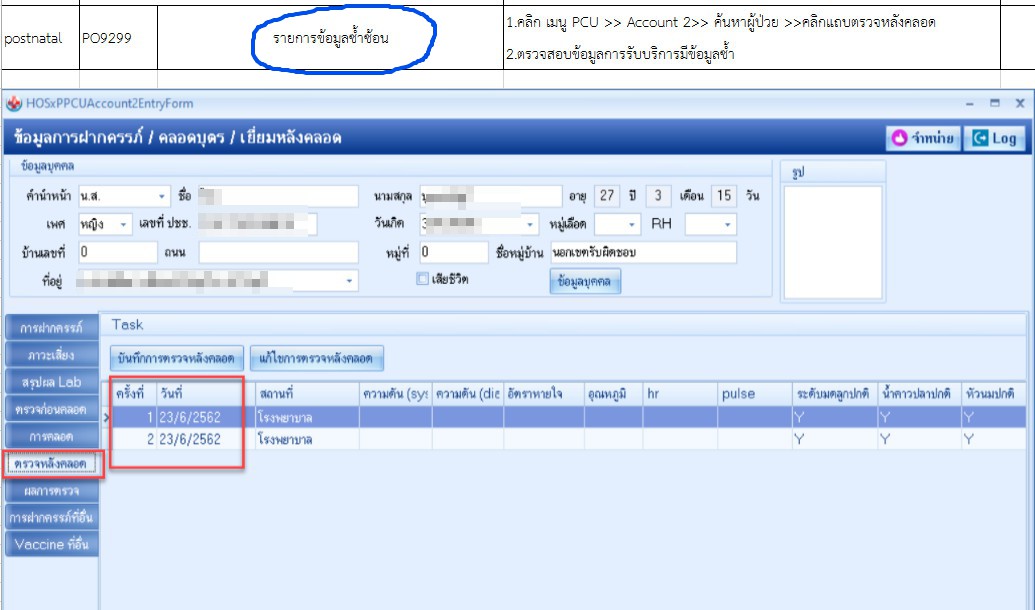 postnatal PO9299 รายการข้อมูลซ้ำซ้อน 1.คลิก เมนู PCU >> Account 2>> ค้นหาผู้ป่วย >>คลิกแถบตรวจหลังคลอด
2.ตรวจสอบข้อมูลการรับบริการมีข้อมูลซ้ำ
HOSxPPCUAccount2EntryForm
ข้อมูลการฝากครรภ์ / คลอดบุตร / เยี่ยมหลังคลอด จำหน่าย Log
ข้อมูลบุคคล รูป
คำนำหน้า น.ส. ชื่อ นามสกุล อายุ 27 ปี 3 เดือน 15 วัน
เพศ หญิง เลขที่ ปชช. วันเกิด หมู่เลือด RH
บ้านเลขที่ 0 ถนน หมู่ที่ 0 ชื่อหมู่บ้าน นอกเขตรับผิดชอบ
ที่อยู่ เสียชีวิต ข้อมูลบุคคล
การฝากครรภ์
ภาวะเสี่ยง
สรุปผล Lab
ตรวจก่อนคลอด
การคลอด
ตรวจหลังคลอด
ผลการตรวจ
การฝากครรภ์ที่อื่น
Vaccine ที่อื่น
Task
บันทึกการตรวจหลังคลอด แก้ไขการตรวจหลังคลอด
ครั้งที่ วันที่ สถานที่ ความดัน (sys ความดัน (dia อัตราหายใจ อุณหภูมิ hr pulse ระดับมดลูกปกติ น้ำคาวปลาปกติ หัวนมปกติ
1 23/6/2562 โรงพยาบาล Y Y Y
2 23/6/2562 โรงพยาบาล Y Y Y